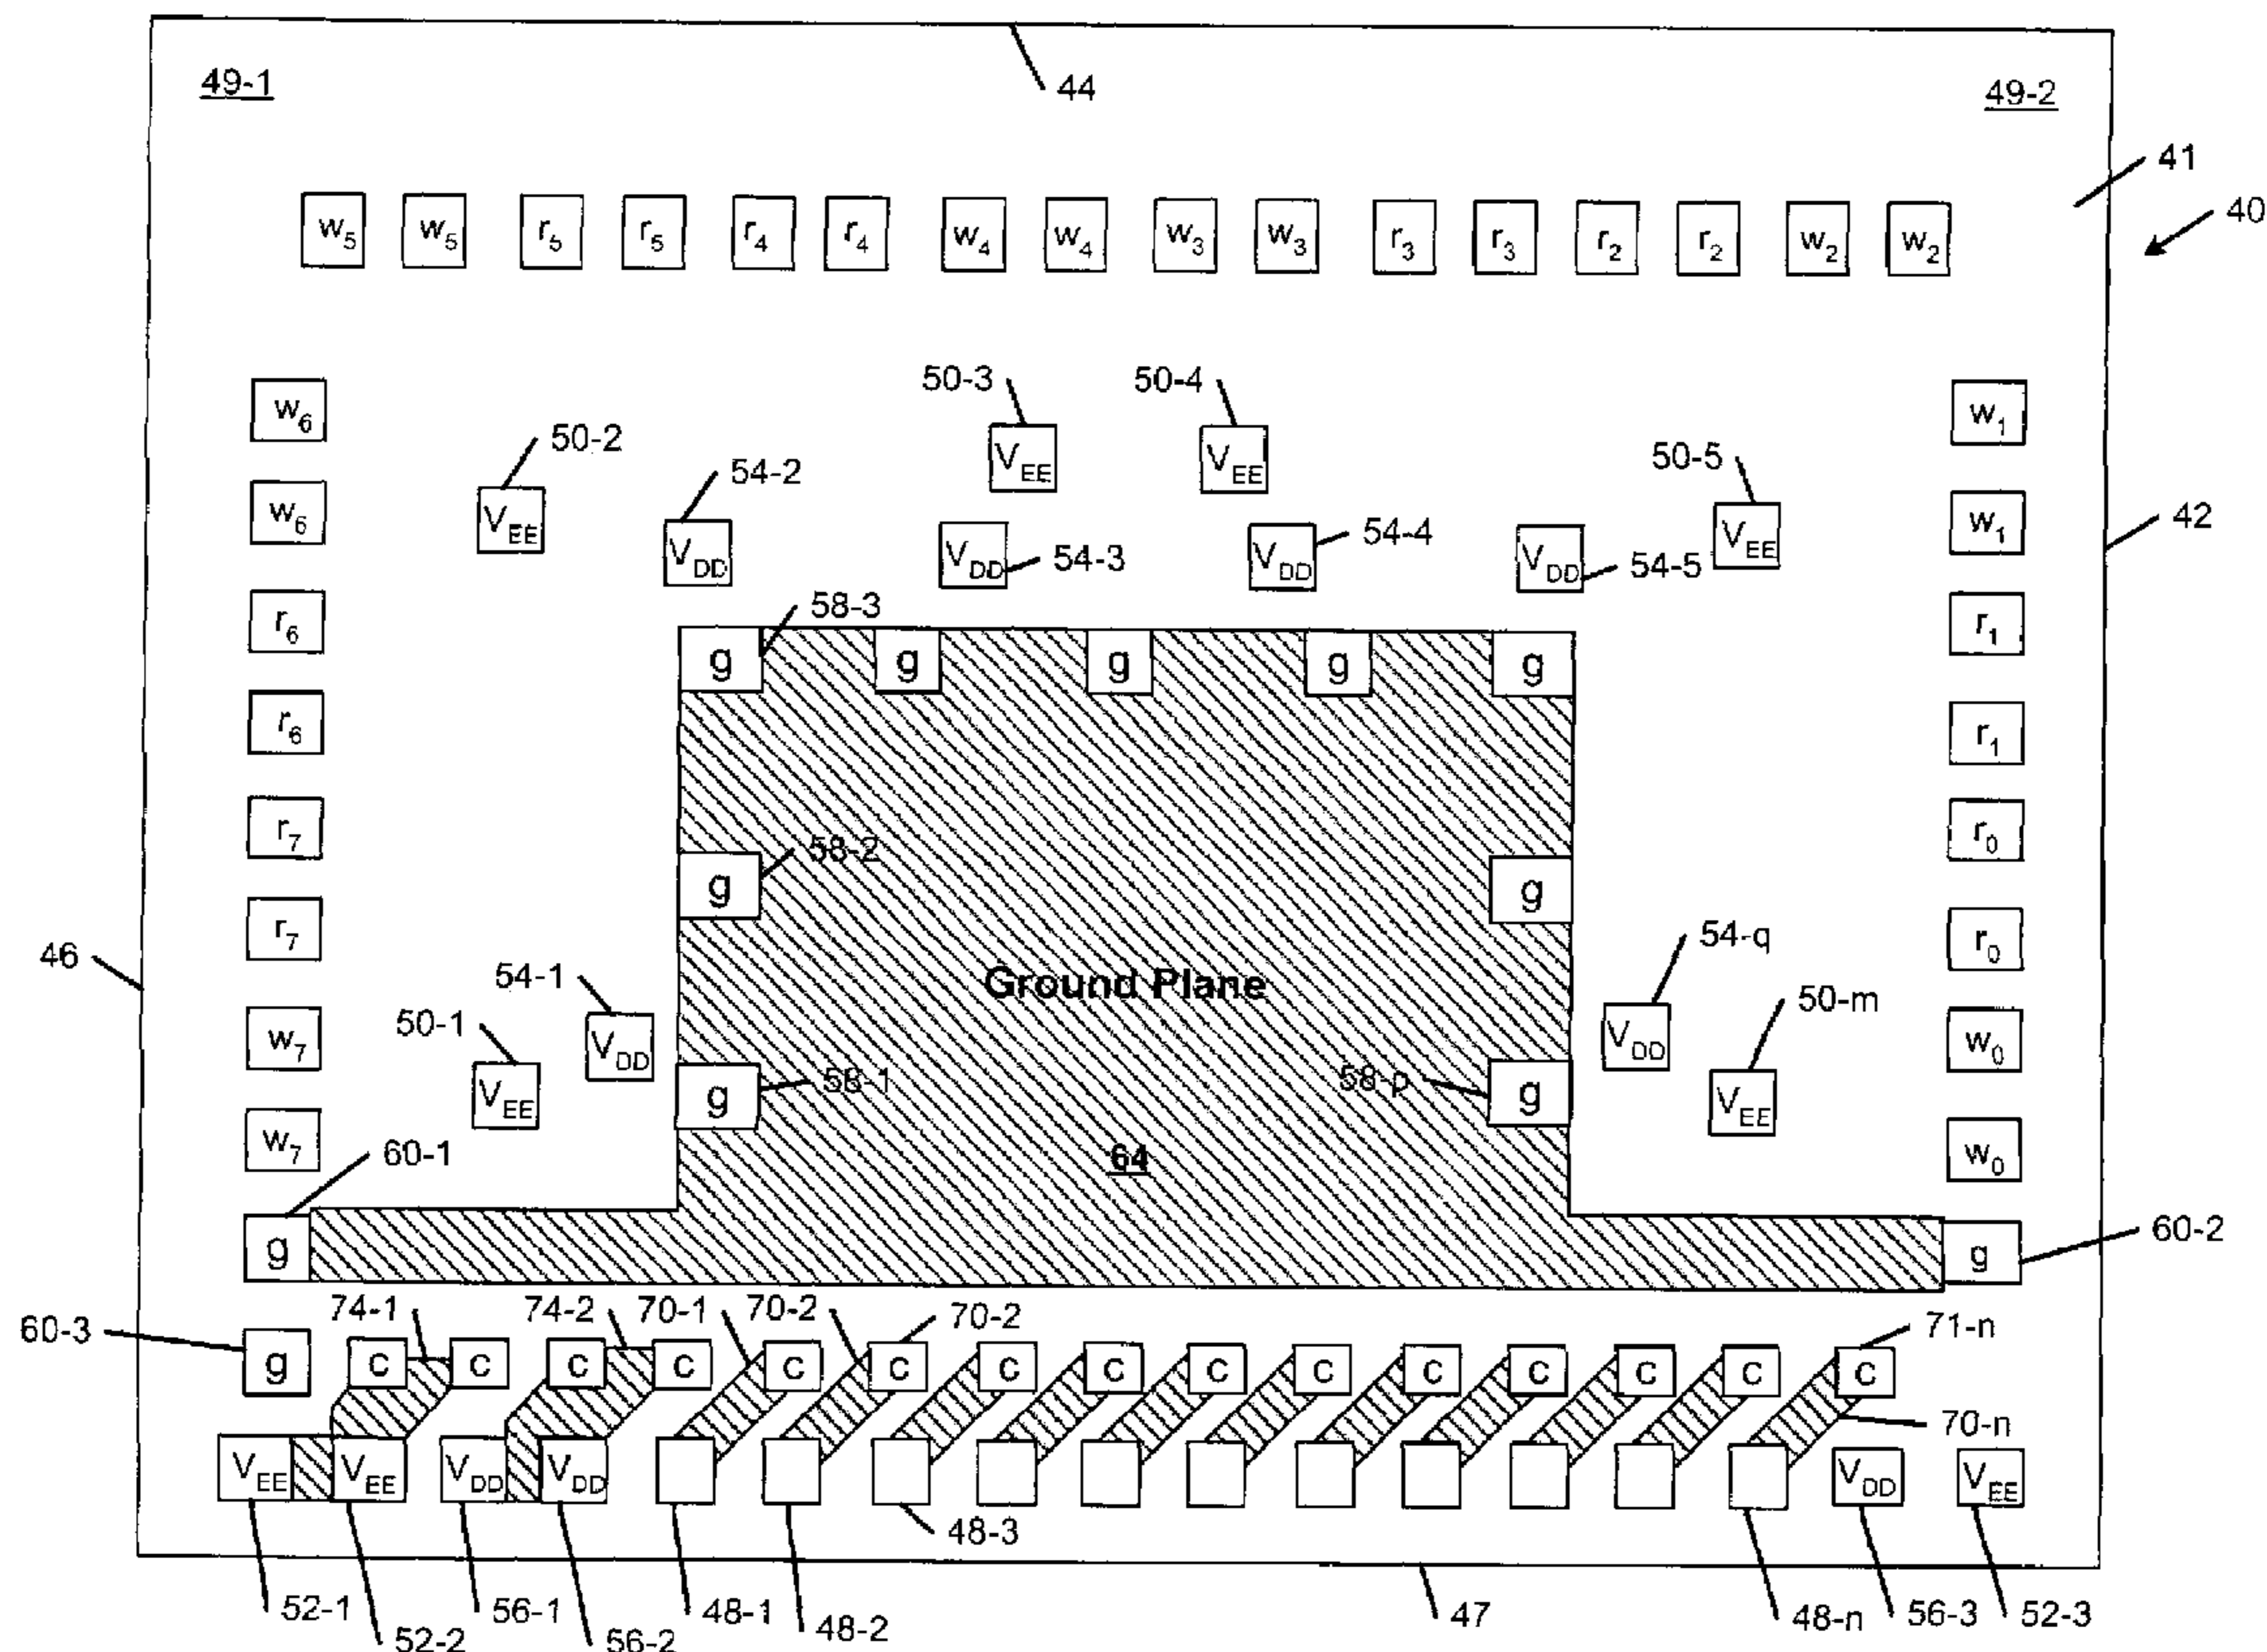 44
49-1 49-2
41
40
w5 w5 r5 r5 r4 r4 w4 w4 w3 w3 r3 r3 r2 r2 w2 w2
50-3 50-4
w6 w1
50-2 50-5
54-2 VEE VEE
w6 VEE VDD VDD 54-3 VDD 54-4 VDD 54-5 VEE w1 42
58-3
r6 r1
g g g g g
r6 r1
r7 58-2 r0
g g
r7 54-q r0
46 54-1 Ground Plane 50-m
50-1
w7 VDD VDD w0
VEE g 58-1 58-p g VEE
w7 64 w0
60-1
g g 60-2
74-1 74-2 70-1 70-2 70-2 71-n
60-3 g c c c c c c c c c c c c c c c
70-n
VEE VEE VDD VDD VDD VEE
48-3
52-1 56-1 48-1 47 48-n 56-3 52-3
52-2 56-2 48-2